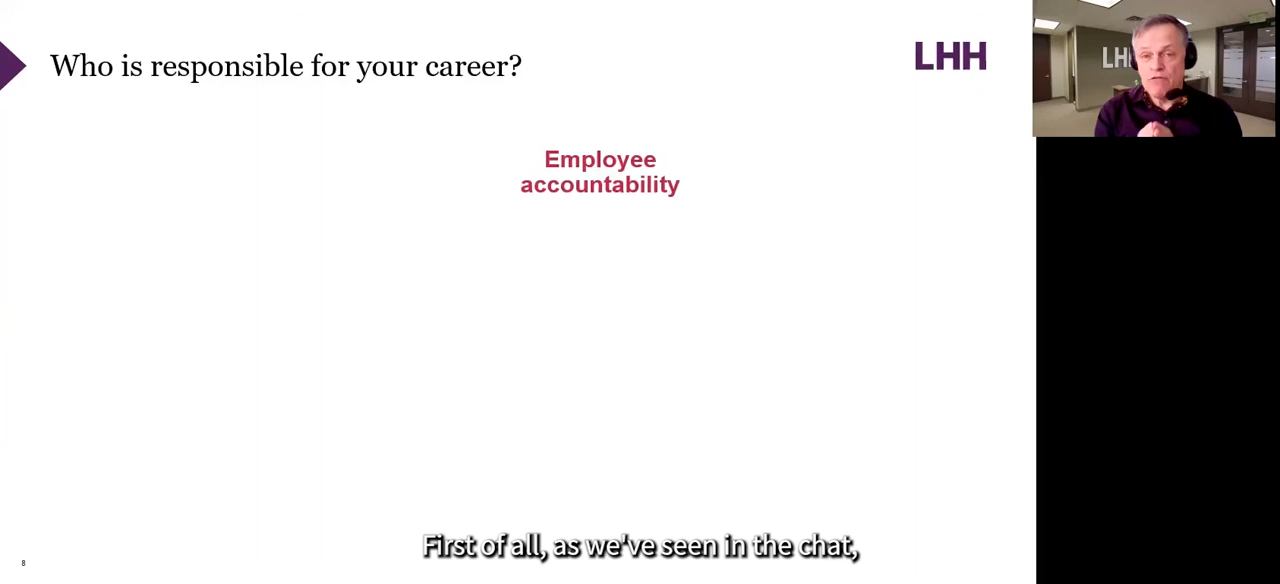 Who is responsible for your career?
LHH
LH
Employee
accountability
First of all, as we've seen in the chat,
8